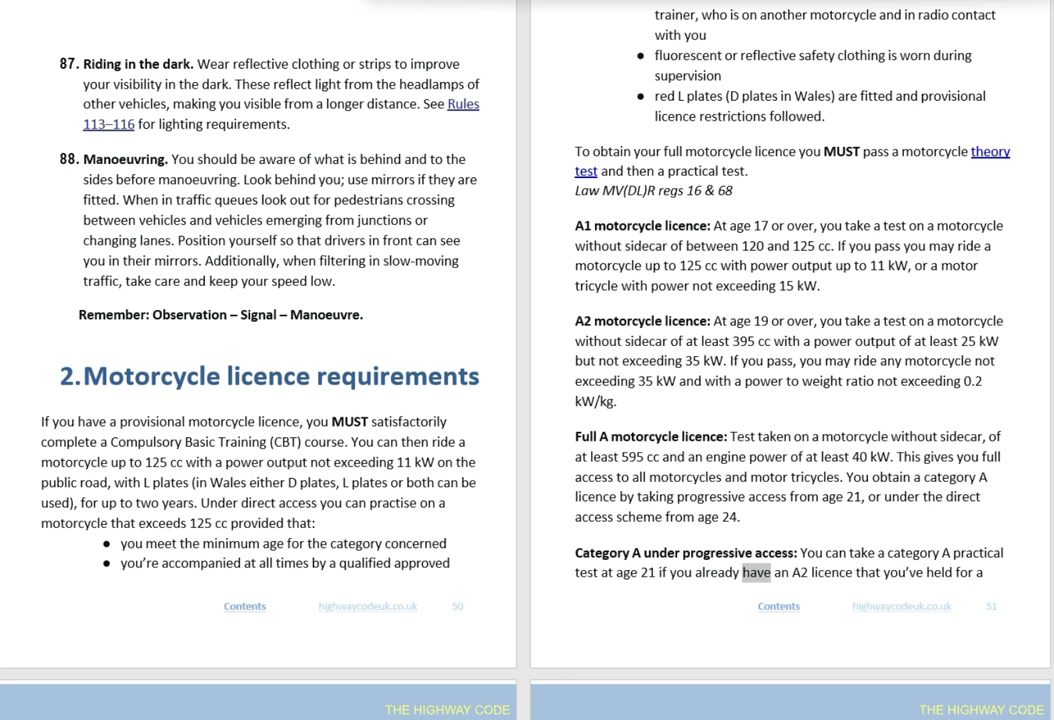 87. Riding in the dark. Wear reflective clothing or strips to improve
your visibility in the dark. These reflect light from the headlamps of
other vehicles, making you visible from a longer distance. See Rules
113–116 for lighting requirements.
88. Manoeuvring. You should be aware of what is behind and to the
sides before manoeuvring. Look behind you; use mirrors if they are
fitted. When in traffic queues look out for pedestrians crossing
between vehicles and vehicles emerging from junctions or
changing lanes. Position yourself so that drivers in front can see
you in their mirrors. Additionally, when filtering in slow-moving
traffic, take care and keep your speed low.
Remember: Observation – Signal – Manoeuvre.
2.Motorcycle licence requirements
If you have a provisional motorcycle licence, you MUST satisfactorily
complete a Compulsory Basic Training (CBT) course. You can then ride a
motorcycle up to 125 cc with a power output not exceeding 11 kW on the
public road, with L plates (in Wales either D plates, L plates or both can be
used), for up to two years. Under direct access you can practise on a
motorcycle that exceeds 125 cc provided that:
● you meet the minimum age for the category concerned
● you’re accompanied at all times by a qualified approved
Contents highwaycodeuk.co.uk 50
trainer, who is on another motorcycle and in radio contact
with you
● fluorescent or reflective safety clothing is worn during
supervision
● red L plates (D plates in Wales) are fitted and provisional
licence restrictions followed.
To obtain your full motorcycle licence you MUST pass a motorcycle theory
test and then a practical test.
Law MV(DL)R regs 16 & 68
A1 motorcycle licence: At age 17 or over, you take a test on a motorcycle
without sidecar of between 120 and 125 cc. If you pass you may ride a
motorcycle up to 125 cc with power output up to 11 kW, or a motor
tricycle with power not exceeding 15 kW.
A2 motorcycle licence: At age 19 or over, you take a test on a motorcycle
without sidecar of at least 395 cc with a power output of at least 25 kW
but not exceeding 35 kW. If you pass, you may ride any motorcycle not
exceeding 35 kW and with a power to weight ratio not exceeding 0.2
kW/kg.
Full A motorcycle licence: Test taken on a motorcycle without sidecar, of
at least 595 cc and an engine power of at least 40 kW. This gives you full
access to all motorcycles and motor tricycles. You obtain a category A
licence by taking progressive access from age 21, or under the direct
access scheme from age 24.
Category A under progressive access: You can take a category A practical
test at age 21 if you already have an A2 licence that you’ve held for a
Contents highwaycodeuk.co.uk 51
THE HIGHWAY CODE
THE HIGHWAY CODE